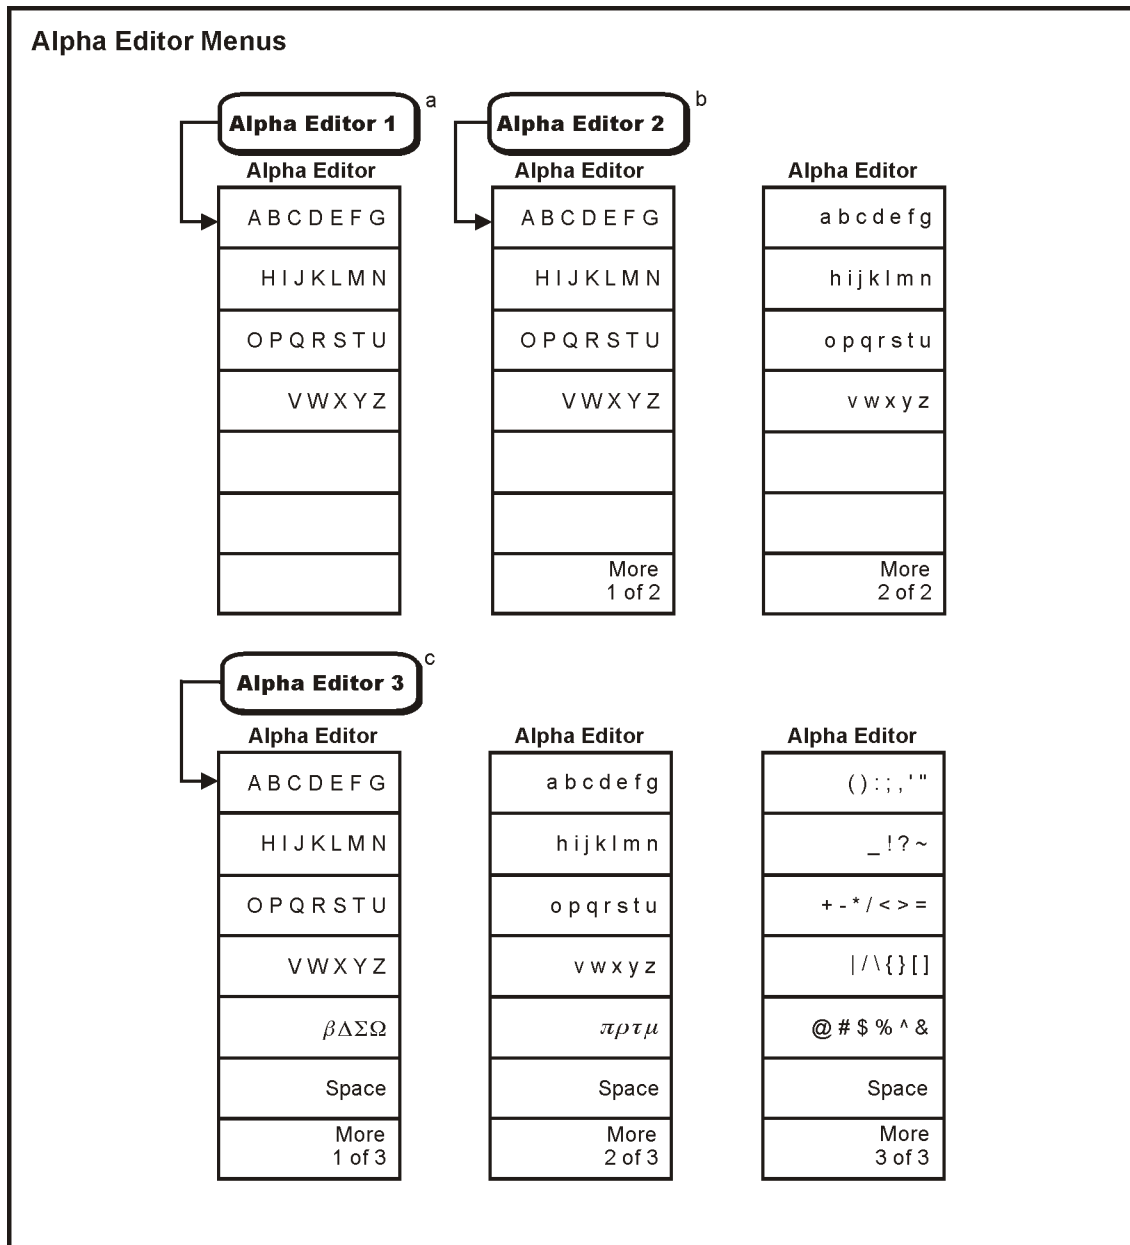 Alpha Editor Menus
Alpha Editor 1 a
Alpha Editor
A B C D E F G
H I J K L M N
O P Q R S T U
V W X Y Z
Alpha Editor 2 b
Alpha Editor
A B C D E F G
H I J K L M N
O P Q R S T U
V W X Y Z
More
1 of 2
Alpha Editor
a b c d e f g
h i j k l m n
o p q r s t u
v w x y z
More
2 of 2
Alpha Editor 3 c
Alpha Editor
A B C D E F G
H I J K L M N
O P Q R S T U
V W X Y Z
βΔΣΩ
Space
More
1 of 3
Alpha Editor
a b c d e f g
h i j k l m n
o p q r s t u
v w x y z
πρτμ
Space
More
2 of 3
Alpha Editor
( ) : ; , ' "
_ ! ? ~
+ - * / < > =
| / \ { } [ ]
@ # $ % ^ &
Space
More
3 of 3